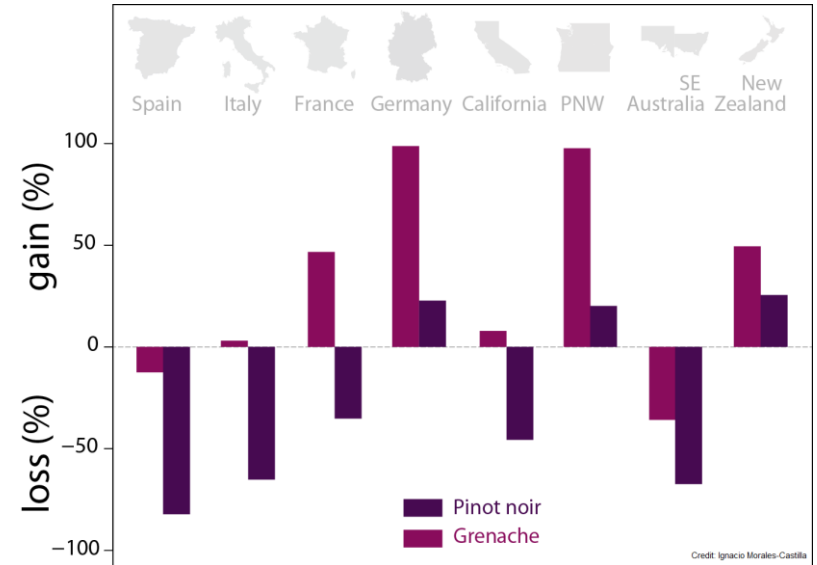 Spain Italy France Germany California PNW SE Australia New Zealand
100
50
0
−50
−100
gain (%)
loss (%)
Pinot noir
Grenache
Credit: Ignacio Morales-Castilla